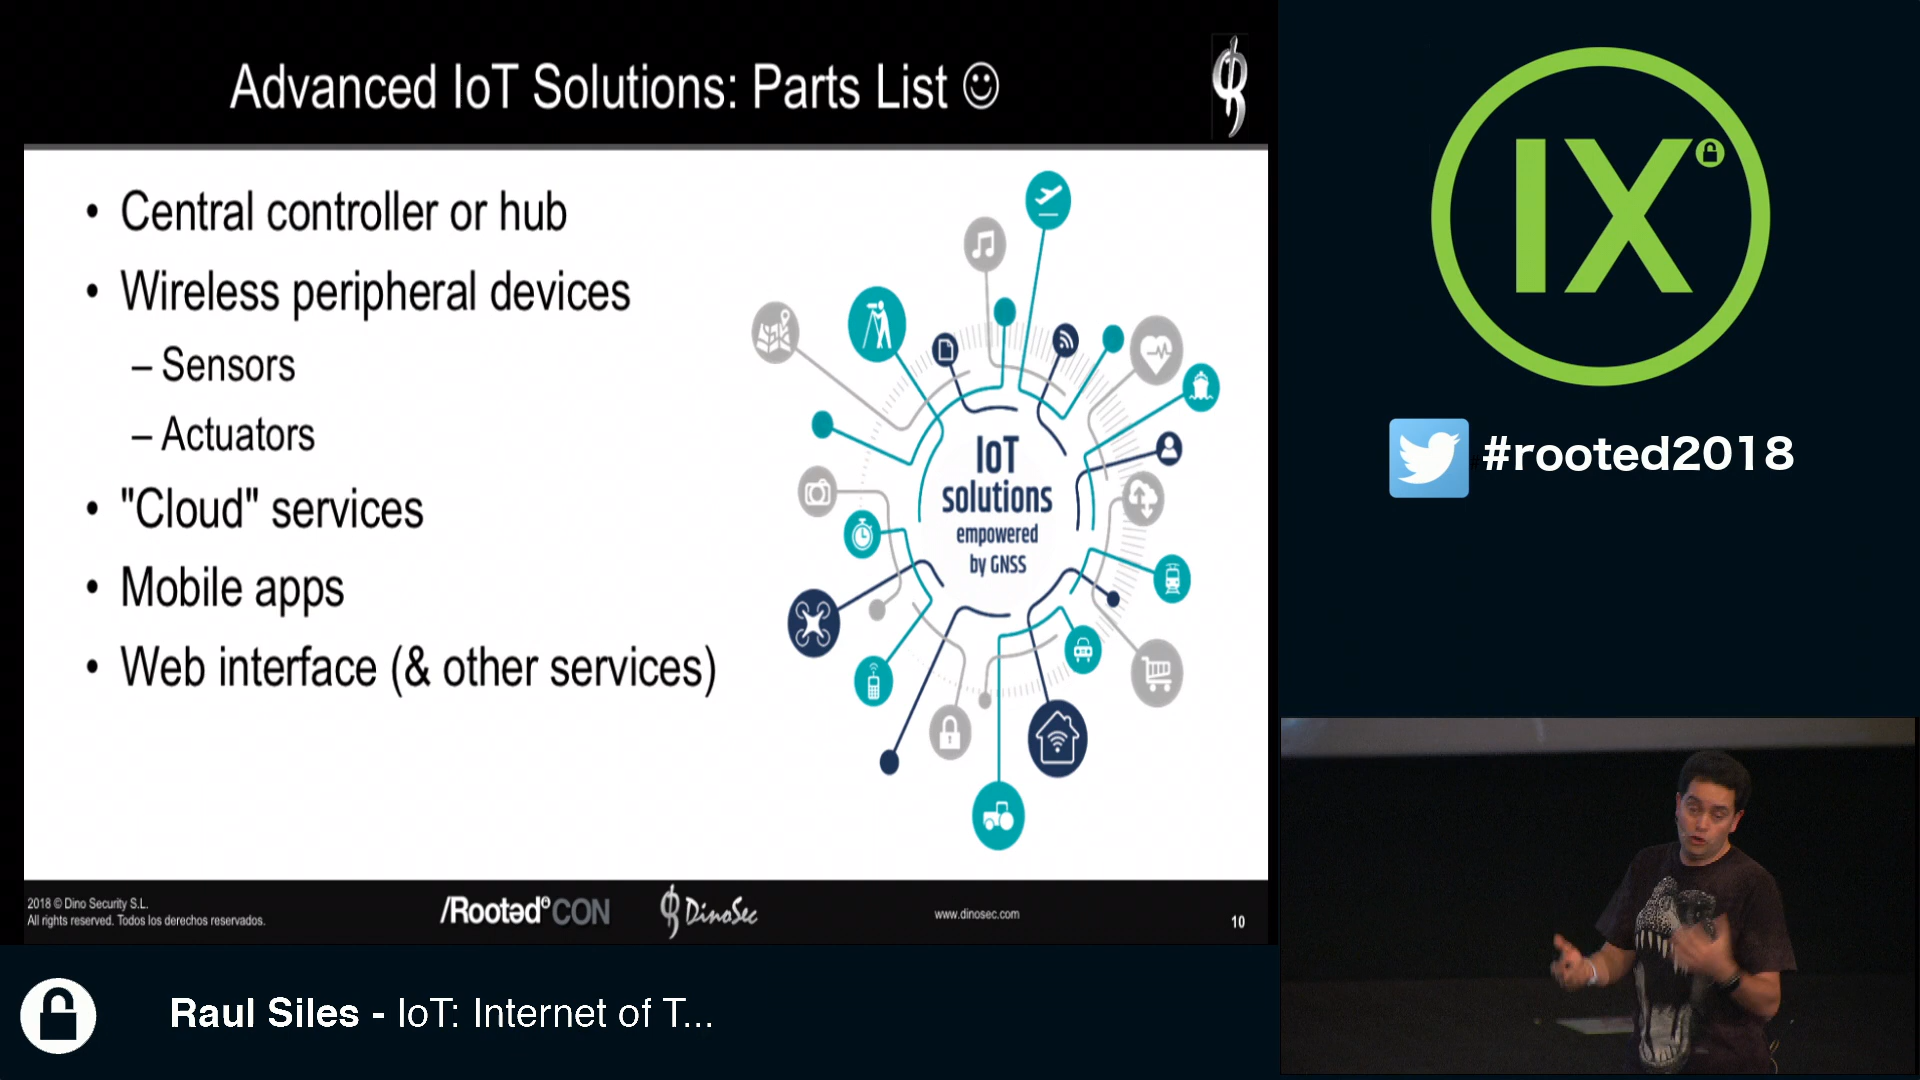 Advanced IoT Solutions: Parts List ☺
• Central controller or hub
• Wireless peripheral devices
– Sensors
– Actuators
• "Cloud" services
• Mobile apps
• Web interface (& other services)
IoT
solutions
empowered
by GNSS
2018 © Dino Security S.L.
All rights reserved. Todos los derechos reservados.
/Rooted CON
DinoSec
www.dinosec.com
10
IX
#rooted2018
Raul Siles - IoT: Internet of T...